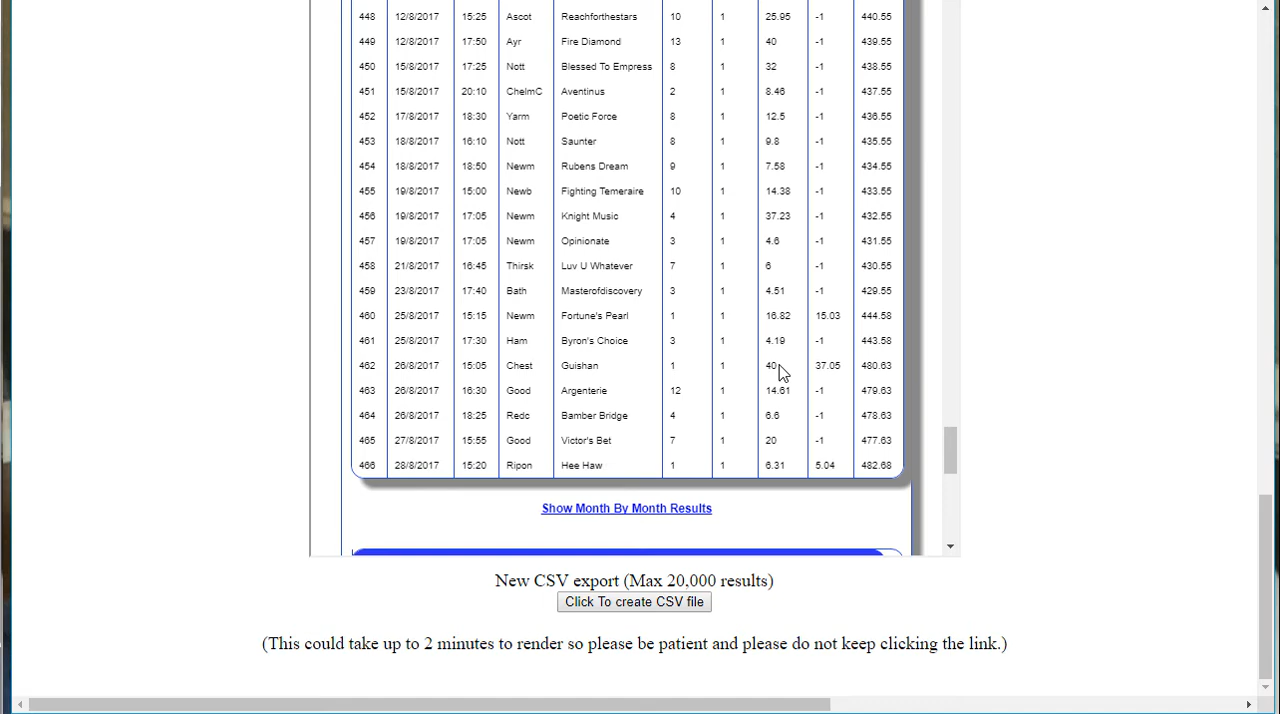 448 12/8/2017 15:25 Ascot Reachforthestars 10 1 25.95 -1 440.55
449 12/8/2017 17:50 Ayr Fire Diamond 13 1 40 -1 439.55
450 15/8/2017 17:25 Nott Blessed To Empress 8 1 32 -1 438.55
451 15/8/2017 20:10 ChelmC Aventinus 2 1 8.46 -1 437.55
452 17/8/2017 18:30 Yarm Poetic Force 8 1 12.5 -1 436.55
453 18/8/2017 16:10 Nott Saunter 8 1 9.8 -1 435.55
454 18/8/2017 18:50 Newm Rubens Dream 9 1 7.58 -1 434.55
455 19/8/2017 15:00 Newb Fighting Temeraire 10 1 14.38 -1 433.55
456 19/8/2017 17:05 Newm Knight Music 4 1 37.23 -1 432.55
457 19/8/2017 17:05 Newm Opinionate 3 1 4.6 -1 431.55
458 21/8/2017 16:45 Thirsk Luv U Whatever 7 1 6 -1 430.55
459 23/8/2017 17:40 Bath Masterofdiscovery 3 1 4.51 -1 429.55
460 25/8/2017 15:15 Newm Fortune's Pearl 1 1 16.82 15.03 444.58
461 25/8/2017 17:30 Ham Byron's Choice 3 1 4.19 -1 443.58
462 26/8/2017 15:05 Chest Guishan 1 1 40 37.05 480.63
463 26/8/2017 16:30 Good Argenterie 12 1 14.61 -1 479.63
464 26/8/2017 18:25 Redc Bamber Bridge 4 1 6.6 -1 478.63
465 27/8/2017 15:55 Good Victor's Bet 7 1 20 -1 477.63
466 28/8/2017 15:20 Ripon Hee Haw 1 1 6.31 5.04 482.68
Show Month By Month Results
New CSV export (Max 20,000 results)
Click To create CSV file
(This could take up to 2 minutes to render so please be patient and please do not keep clicking the link.)